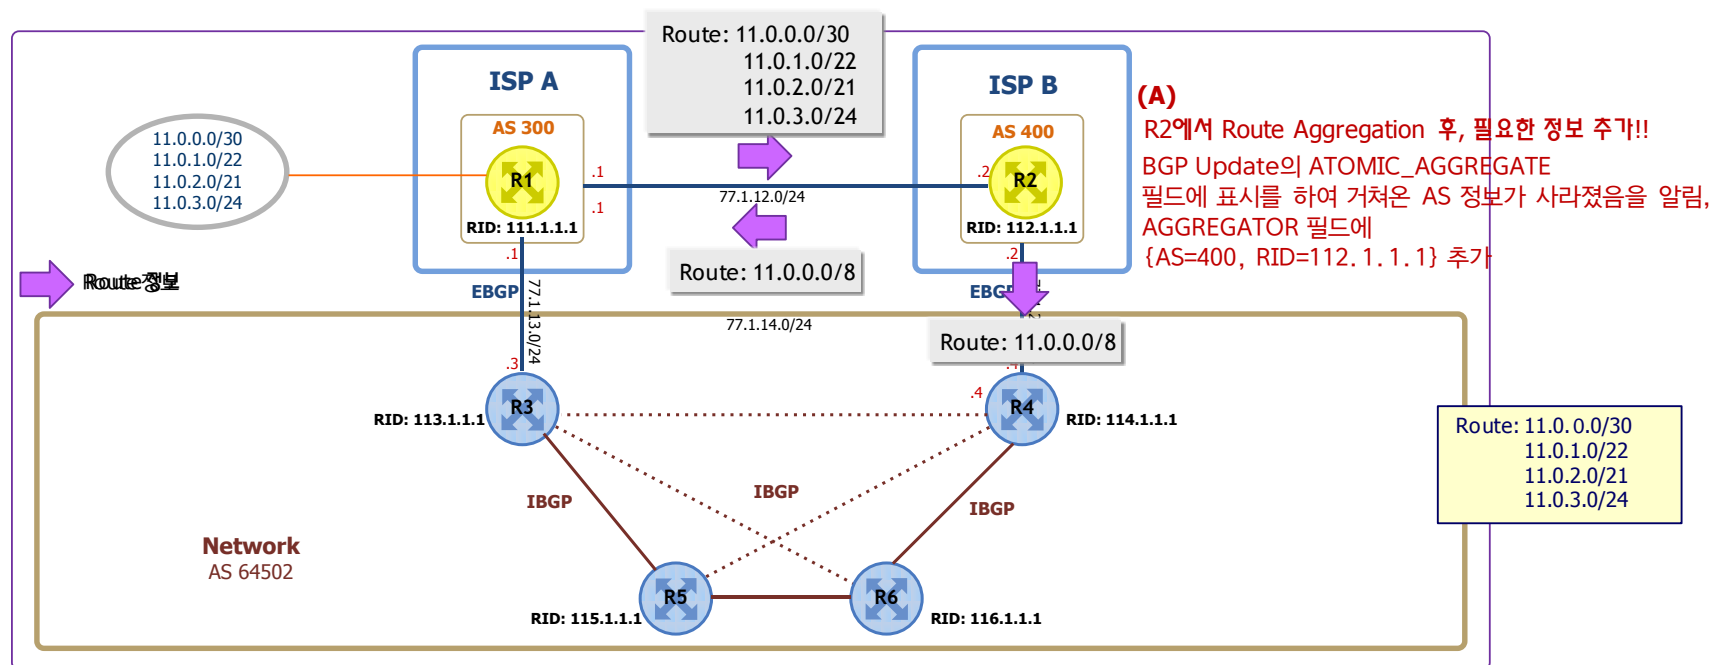 Route: 11.0.0.0/30
11.0.1.0/22
11.0.2.0/21
11.0.3.0/24
ISP A
AS 300
R1
RID: 111.1.1.1
ISP B
AS 400
R2
RID: 112.1.1.1
(A)
R2에서 Route Aggregation 후, 필요한 정보 추가!!
BGP Update의 ATOMIC_AGGREGATE
필드에 표시를 하여 거쳐온 AS 정보가 사라졌음을 알림,
AGGREGATOR 필드에
{AS=400, RID=112.1.1.1} 추가
11.0.0.0/30
11.0.1.0/22
11.0.2.0/21
11.0.3.0/24
.1
.1
.2
77.1.12.0/24
Route: 11.0.0.0/8
.1
.2
Route
EBGP
77.1.13.0/24
77.1.14.0/24
Route: 11.0.0.0/8
.3
.4
R3
RID: 113.1.1.1
R4
RID: 114.1.1.1
Route: 11.0.0.0/30
11.0.1.0/22
11.0.2.0/21
11.0.3.0/24
IBGP
IBGP
IBGP
Network
AS 64502
R5
RID: 115.1.1.1
R6
RID: 116.1.1.1